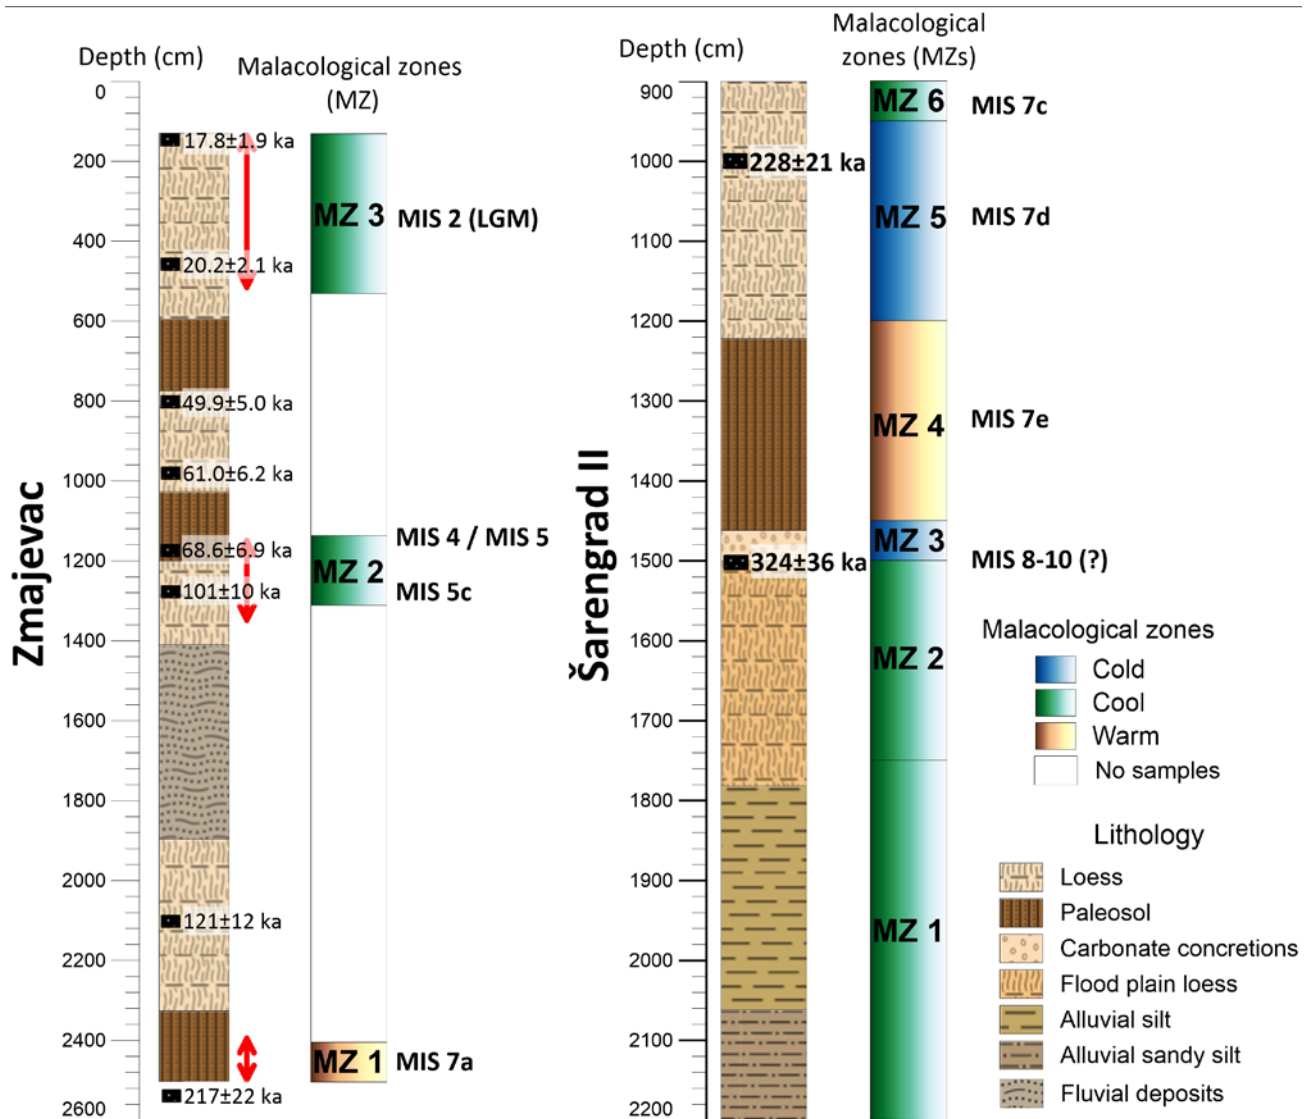 Depth (cm)
Malacological zones
(MZ)
0
200
400
600
800
1000
1200
1400
1600
1800
2000
2200
2400
2600
Zmajevac
17.8±1.9 ka
20.2±2.1 ka
49.9±5.0 ka
61.0±6.2 ka
68.6±6.9 ka
101±10 ka
121±12 ka
217±22 ka
MZ 3
MIS 2 (LGM)
MZ 2
MIS 4 / MIS 5
MIS 5c
MZ 1
MIS 7a
Depth (cm)
Malacological
zones (MZs)
900
1000
1100
1200
1300
1400
1500
1600
1700
1800
1900
2000
2100
2200
Šarengrad II
228±21 ka
324±36 ka
MZ 6
MIS 7c
MZ 5
MIS 7d
MZ 4
MIS 7e
MZ 3
MIS 8-10 (?)
MZ 2
MZ 1
Malacological zones
Cold
Cool
Warm
No samples
Lithology
Loess
Paleosol
Carbonate concretions
Flood plain loess
Alluvial silt
Alluvial sandy silt
Fluvial deposits